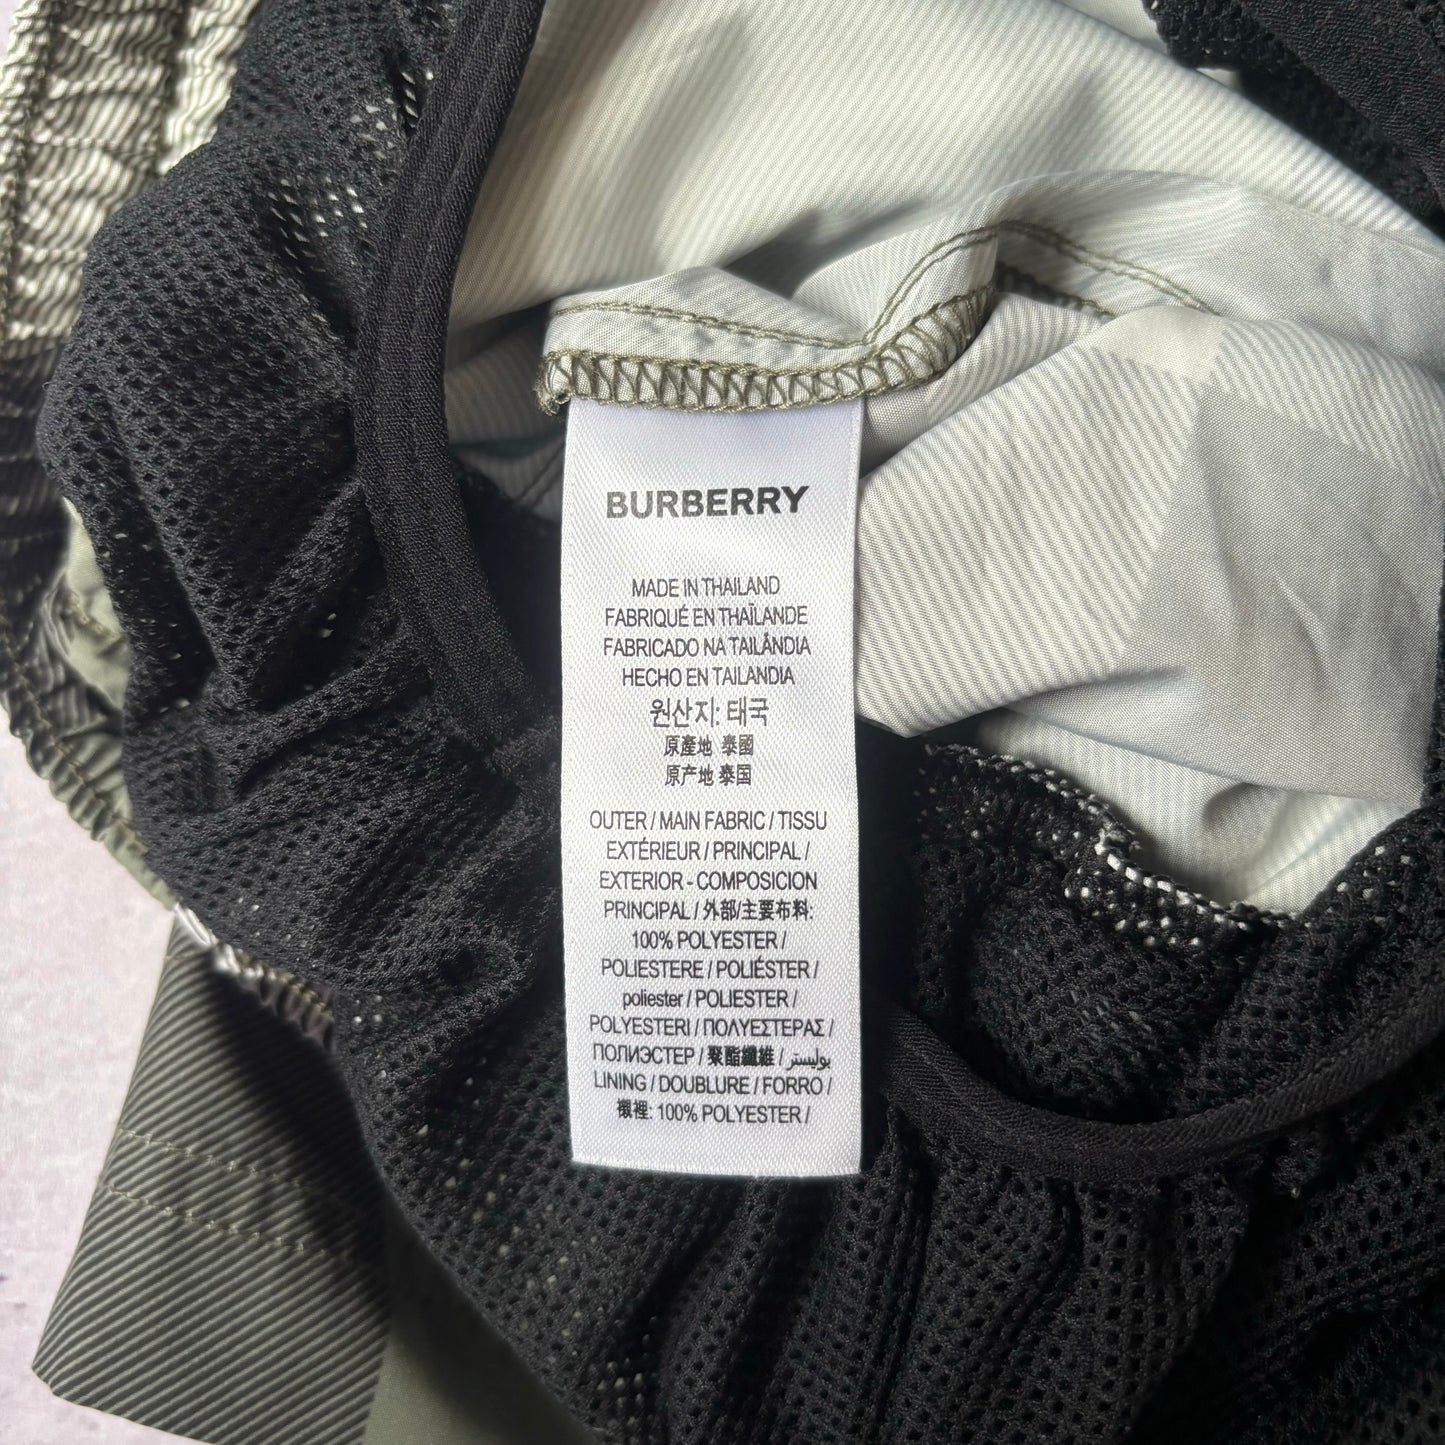 BURBERRY
MADE IN THAILAND
FABRIQUÉ EN THAÏLANDE
FABRICADO NA TAILÂNDIA
HECHO EN TAILANDIA
원산지: 태국
原產地 泰國
原产地 泰国
OUTER / MAIN FABRIC / TISSU
EXTÉRIEUR / PRINCIPAL /
EXTERIOR - COMPOSICION
PRINCIPAL / 外部/主要布料:
100% POLYESTER /
POLIESTERE / POLIÉSTER /
poliester / POLIESTER /
POLYESTERI / ΠΟΛΥΕΣΤΕΡΑΣ /
ПОЛИЭСТЕР / 聚酯纖維 / بوليستر
LINING / DOUBLURE / FORRO /
襯裡: 100% POLYESTER /